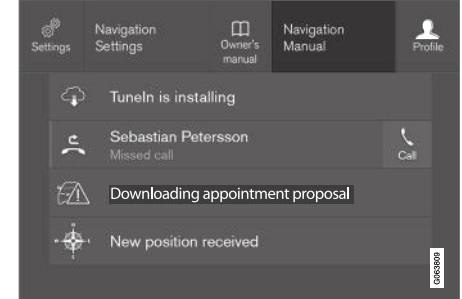 Settings
Navigation
Settings
Owner's
manual
Navigation
Manual
Profile
TuneIn is installing
Sebastian Petersson
Missed call
Call
Downloading appointment proposal
New position received
G063809